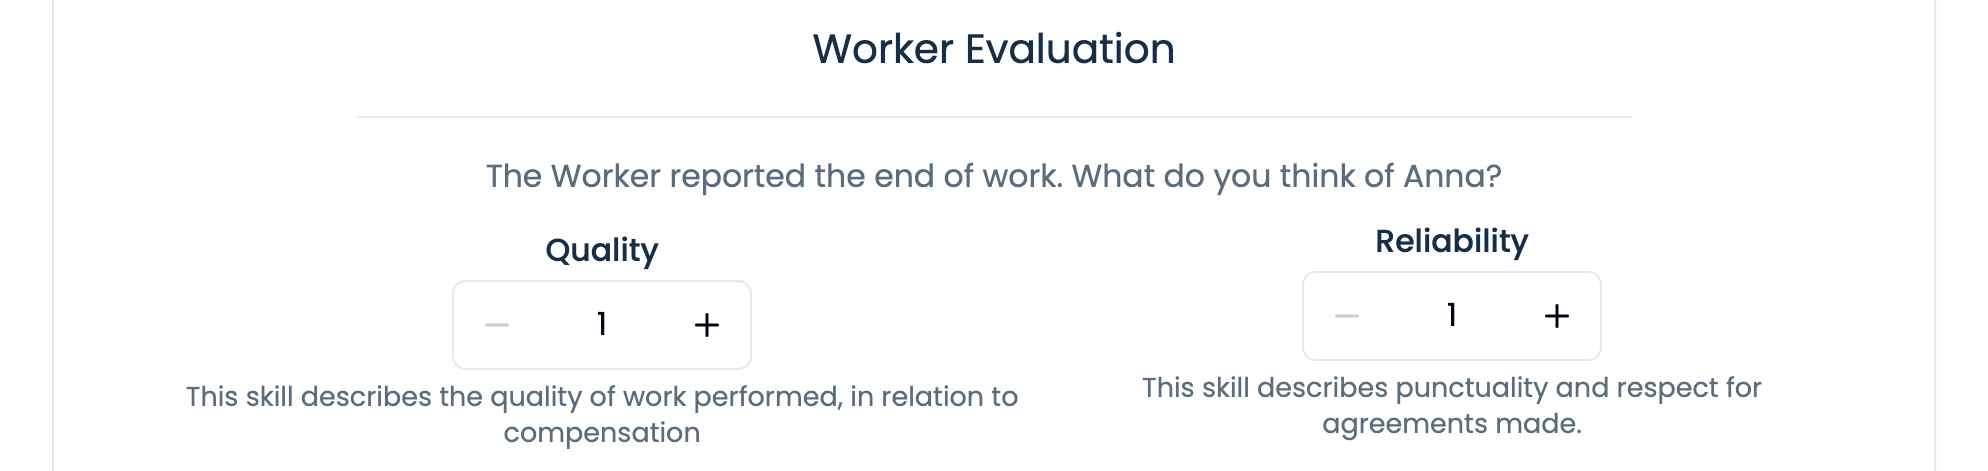 Worker Evaluation
The Worker reported the end of work. What do you think of Anna?
Quality
− 1 +
This skill describes the quality of work performed, in relation to
compensation
Reliability
− 1 +
This skill describes punctuality and respect for
agreements made.